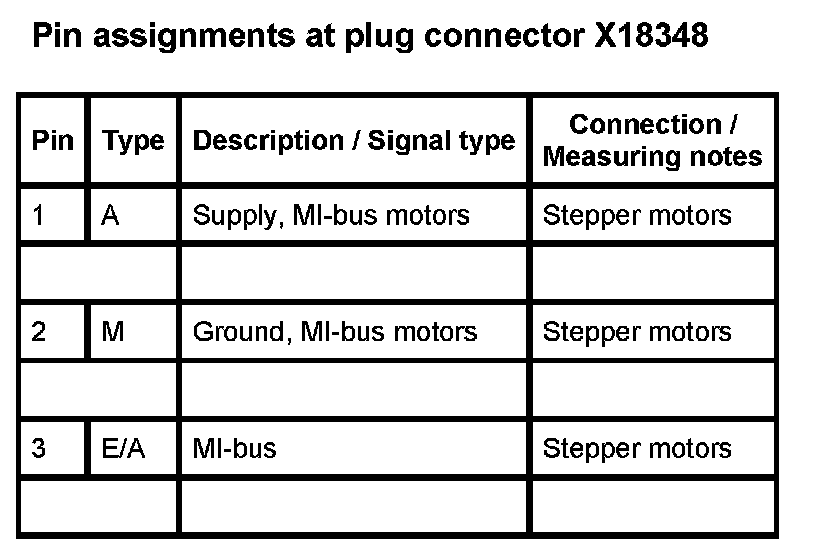 Pin assignments at plug connector X18348
Pin Type Description / Signal type Connection / Measuring notes
1 A Supply, MI-bus motors Stepper motors
2 M Ground, MI-bus motors Stepper motors
3 E/A MI-bus Stepper motors